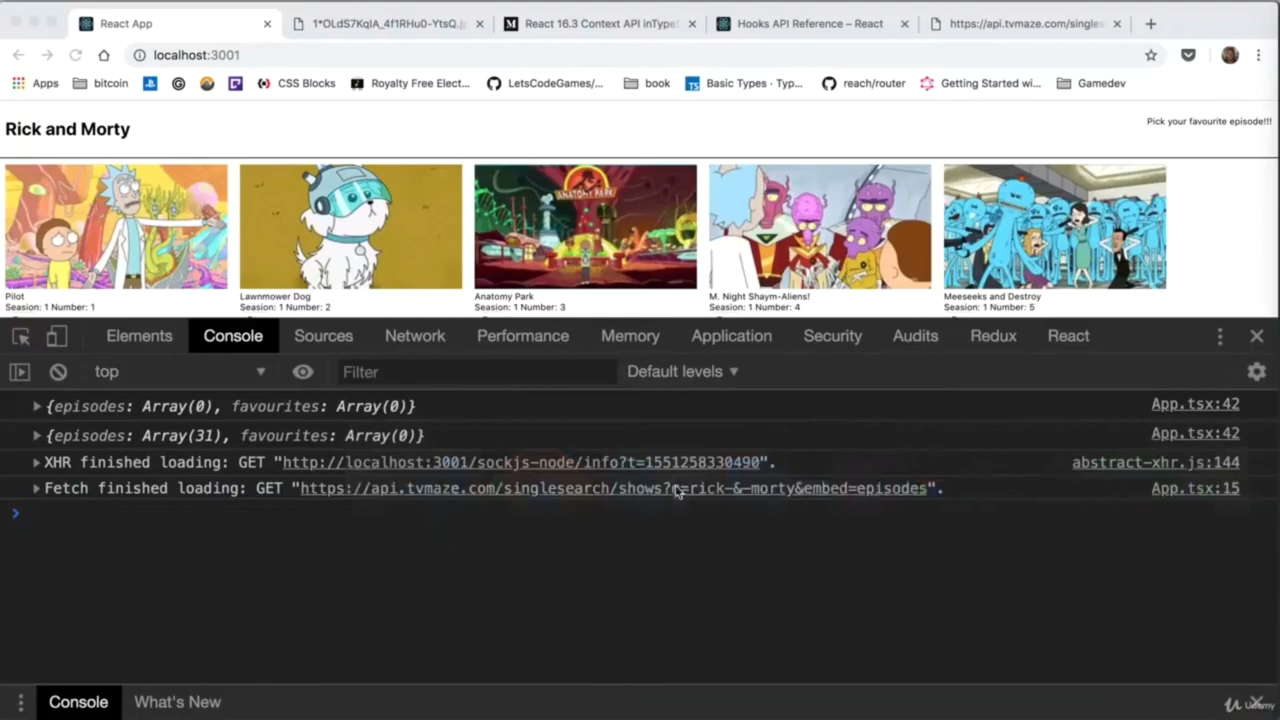 React App
1*OLdS7KqIA_4f1RHu0-YtsQ.j
React 16.3 Context API inType
Hooks API Reference – React
https://api.tvmaze.com/singles
localhost:3001
Apps bitcoin CSS Blocks Royalty Free Elect... LetsCodeGames/... book Basic Types · Typ... reach/router Getting Started wi... Gamedev
Rick and Morty
Pick your favourite episode!!!
ANATOMY PARK
Pilot
Season: 1 Number: 1
Lawnmower Dog
Season: 1 Number: 2
Anatomy Park
Season: 1 Number: 3
M. Night Shaym-Aliens!
Season: 1 Number: 4
Meeseeks and Destroy
Season: 1 Number: 5
Elements Console Sources Network Performance Memory Application Security Audits Redux React
top Filter Default levels
{episodes: Array(0), favourites: Array(0)} App.tsx:42
{episodes: Array(31), favourites: Array(0)} App.tsx:42
XHR finished loading: GET "http://localhost:3001/sockjs-node/info?t=1551258330490". abstract-xhr.js:144
Fetch finished loading: GET "https://api.tvmaze.com/singlesearch/shows?q=rick-&-morty&embed=episodes". App.tsx:15
Console What's New
Udemy